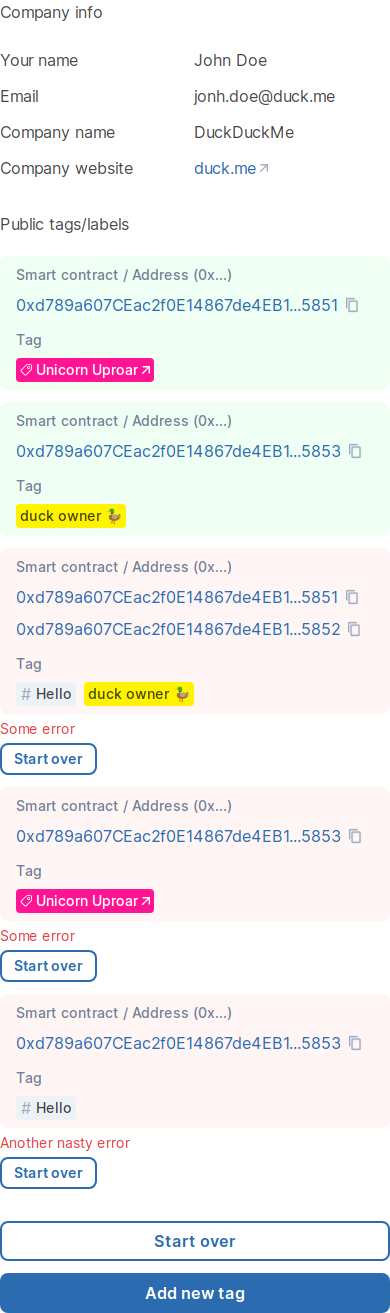 Company info
Your name John Doe
Email jonh.doe@duck.me
Company name DuckDuckMe
Company website duck.me
Public tags/labels
Smart contract / Address (0x...)
0xd789a607CEac2f0E14867de4EB1...5851
Tag
Unicorn Uproar
Smart contract / Address (0x...)
0xd789a607CEac2f0E14867de4EB1...5853
Tag
duck owner 🦆
Smart contract / Address (0x...)
0xd789a607CEac2f0E14867de4EB1...5851
0xd789a607CEac2f0E14867de4EB1...5852
Tag
# Hello duck owner 🦆
Some error
Start over
Smart contract / Address (0x...)
0xd789a607CEac2f0E14867de4EB1...5853
Tag
Unicorn Uproar
Some error
Start over
Smart contract / Address (0x...)
0xd789a607CEac2f0E14867de4EB1...5853
Tag
# Hello
Another nasty error
Start over
Start over
Add new tag